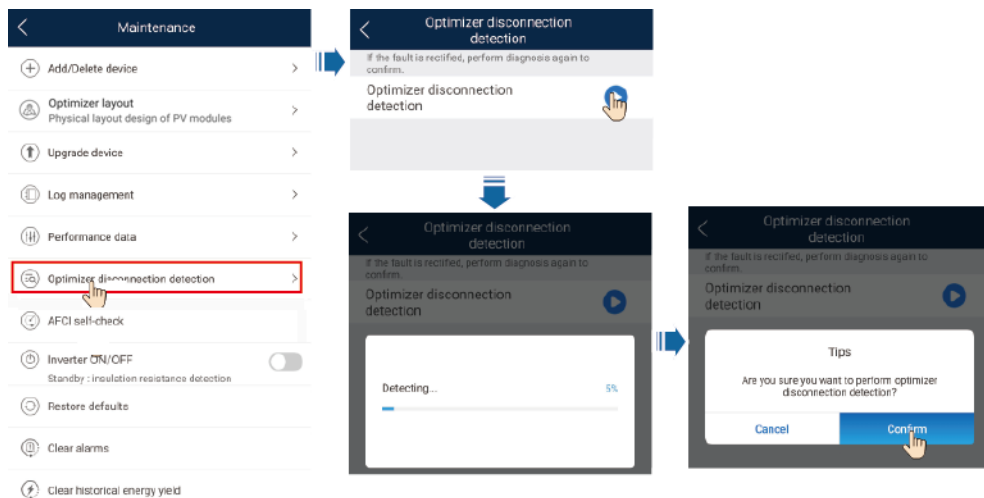 Maintenance
Add/Delete device
Optimizer layout
Physical layout design of PV modules
Upgrade device
Log management
Performance data
Optimizer disconnection detection
AFCI self-check
Inverter ON/OFF
Standby : insulation resistance detection
Restore defaults
Clear alarms
Clear historical energy yield
Optimizer disconnection
detection
If the fault is rectified, perform diagnosis again to
confirm.
Optimizer disconnection
detection
Optimizer disconnection
detection
If the fault is rectified, perform diagnosis again to
confirm.
Optimizer disconnection
detection
Detecting... 5%
Optimizer disconnection
detection
If the fault is rectified, perform diagnosis again to
confirm.
Optimizer disconnection
detection
Tips
Are you sure you want to perform optimizer
disconnection detection?
Cancel Confirm